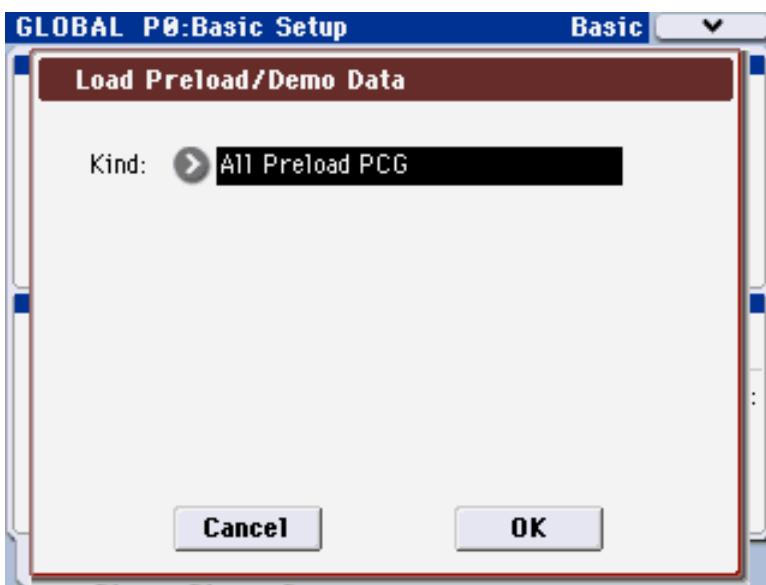 GLOBAL P0:Basic Setup Basic
Load Preload/Demo Data
Kind: All Preload PCG
:
Cancel OK